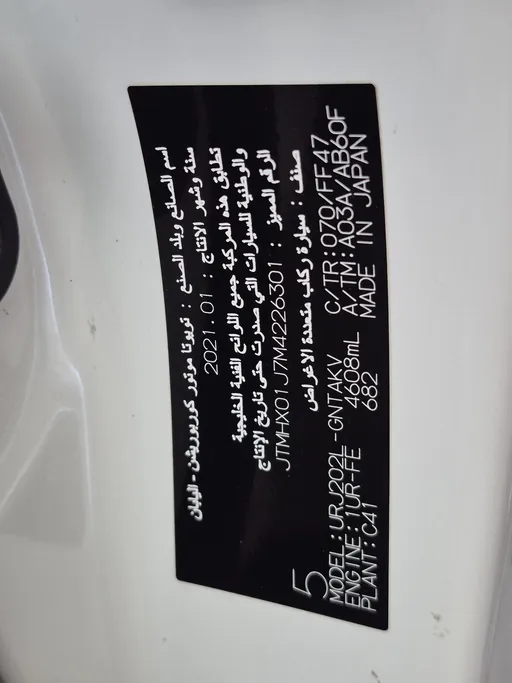 اسم الصانع وبلد الصنع : تويوتا موتور كوربوريشن - اليابان
سنة وشهر الانتاج : 2021.01
تطابق هذه المركبة جميع اللوائح الفنية الخليجية
والوطنية للسيارات التي صدرت حتى تاريخ الإنتاج
الرقم المميز : JTMHX01J7M4226301
صنف : سيارة ركاب متعددة الاغراض
5
MODEL:URJ202L-GNTAKV C/TR:070/FF47
ENGINE:1UR-FE 4608mL A/TM:A03A/AB60F
PLANT:C41 682 MADE IN JAPAN